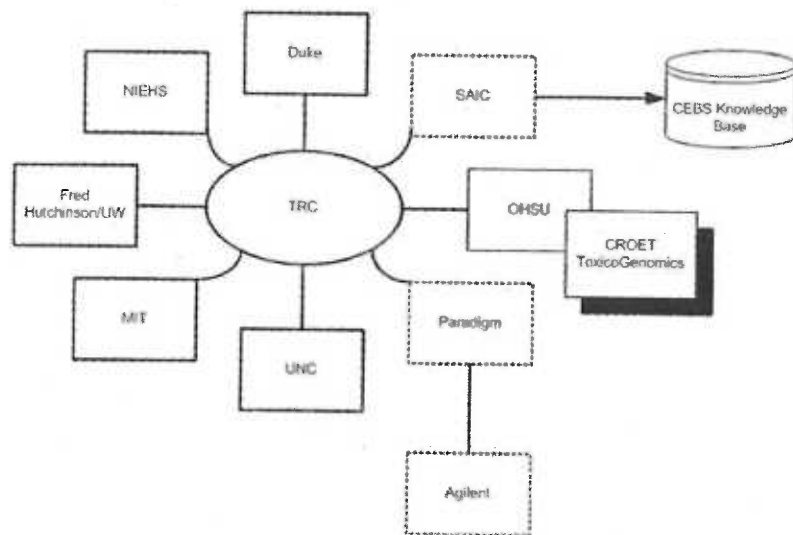 Duke
NIEHS
SAIC
CEBS Knowledge
Base
Fred
Hutchinson/UW
TRC
OHSU
CROET
ToxicoGenomics
MIT
Paradigm
UNC
Agilent